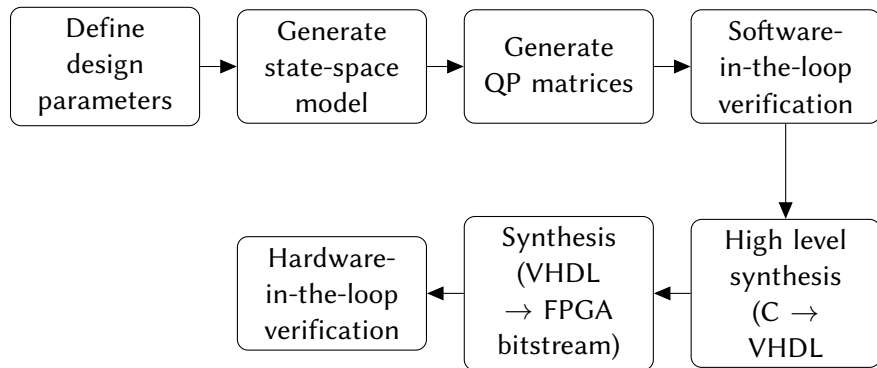 Define
design
parameters
Generate
state-space
model
Generate
QP matrices
Software-
in-the-loop
verification
High level
synthesis
(C →
VHDL
Synthesis
(VHDL
→ FPGA
bitstream)
Hardware-
in-the-loop
verification